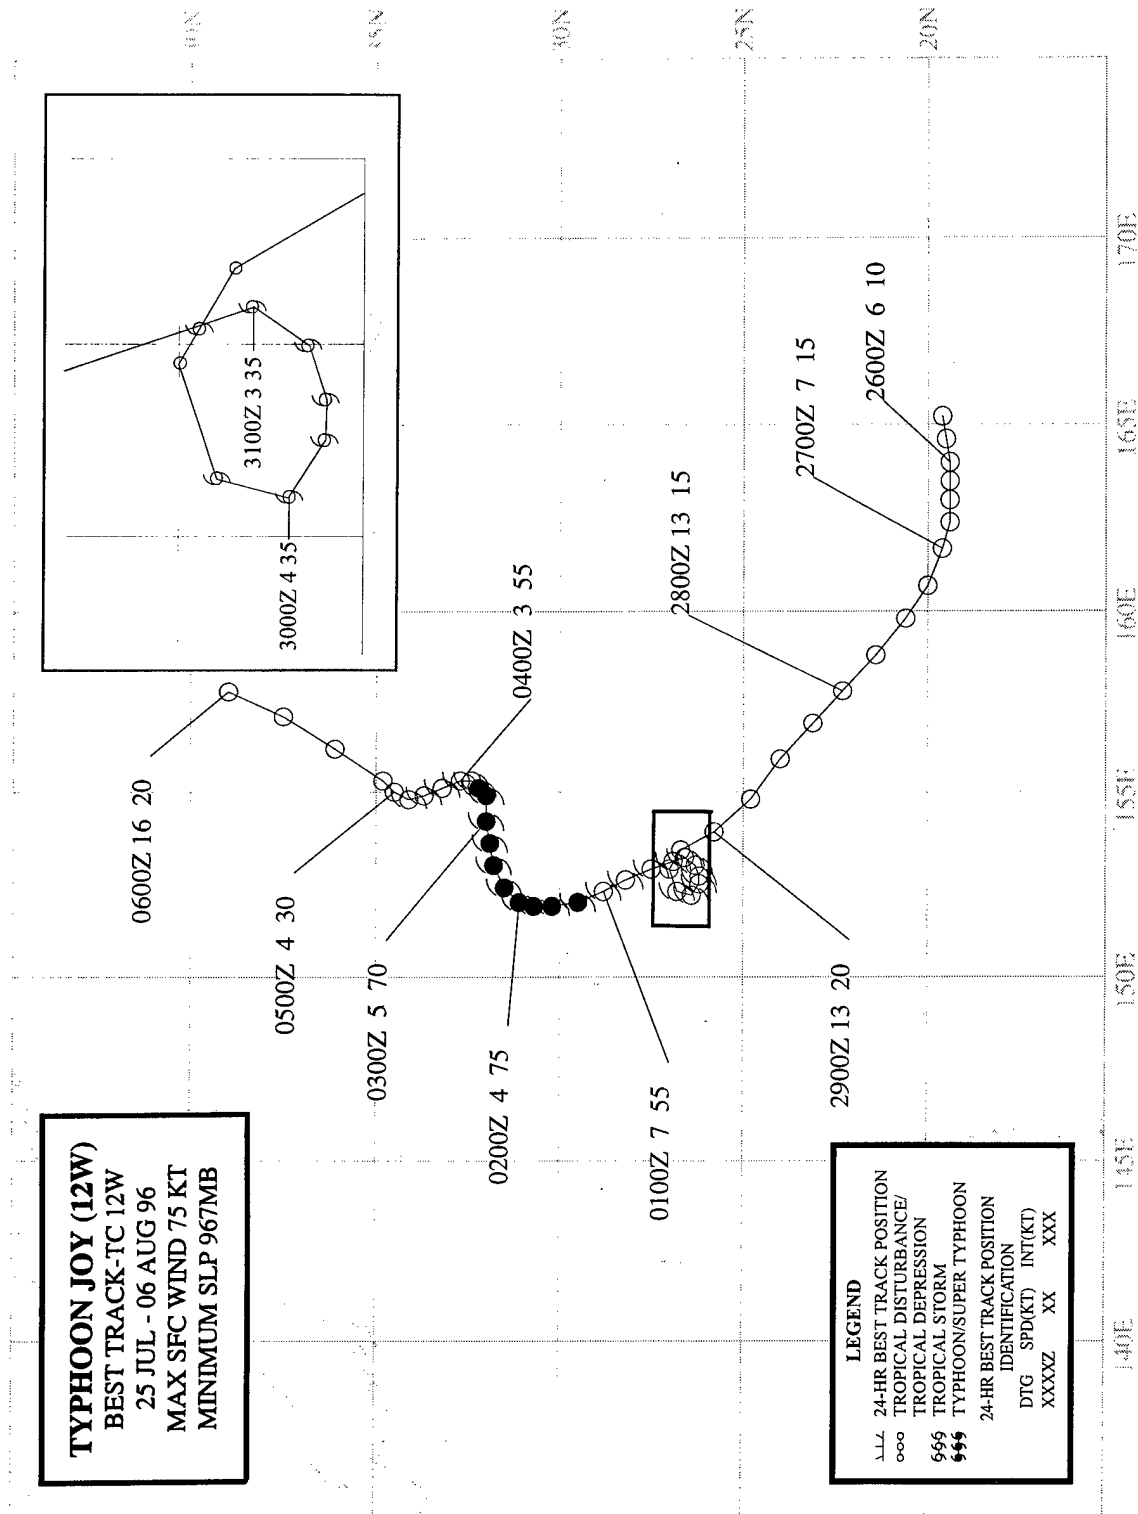 TYPHOON JOY (12W)
BEST TRACK-TC 12W
25 JUL - 06 AUG 96
MAX SFC WIND 75 KT
MINIMUM SLP 967MB
LEGEND
24-HR BEST TRACK POSITION
TROPICAL DISTURBANCE/
TROPICAL DEPRESSION
TROPICAL STORM
TYPHOON/SUPER TYPHOON
24-HR BEST TRACK POSITION
IDENTIFICATION
DTG SPD(KT) INT(KT)
XXXXZ XX XXX
0600Z 16 20
0500Z 4 30
0300Z 5 70
0200Z 4 75
0100Z 7 55
2900Z 13 20
0400Z 3 55
2800Z 13 15
2700Z 7 15
2600Z 6 10
3000Z 4 35
3100Z 3 35
40N
35N
30N
25N
20N
140E
145E
150E
155E
160E
165E
170E